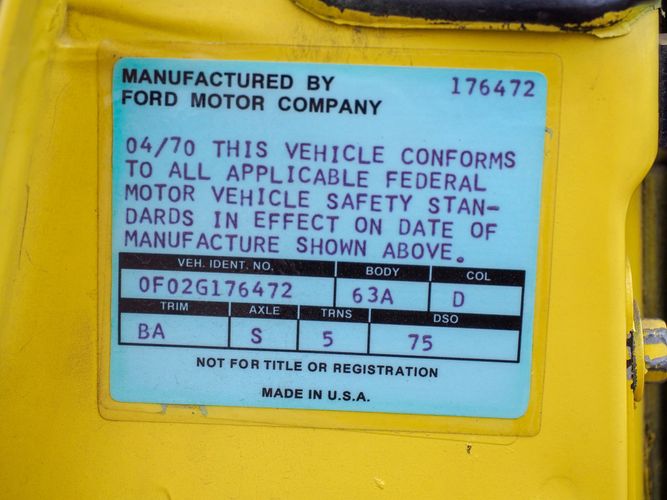 MANUFACTURED BY 176472
FORD MOTOR COMPANY
04/70 THIS VEHICLE CONFORMS
TO ALL APPLICABLE FEDERAL
MOTOR VEHICLE SAFETY STAN-
DARDS IN EFFECT ON DATE OF
MANUFACTURE SHOWN ABOVE.
VEH. IDENT. NO. BODY COL
0F02G176472 63A D
TRIM AXLE TRNS DSO
BA S 5 75
NOT FOR TITLE OR REGISTRATION
MADE IN U.S.A.